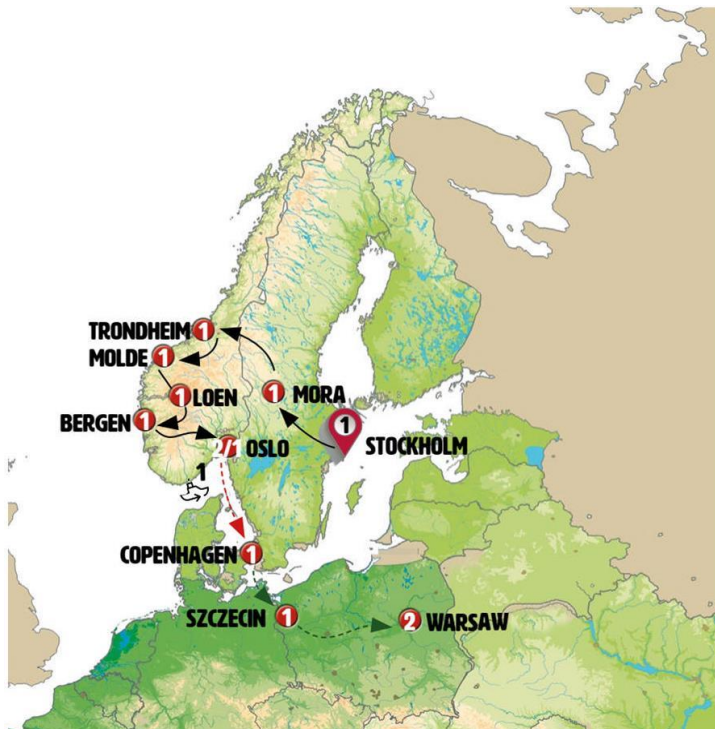 TRONDHEIM 1
MOLDE 1
1 LOEN
1 MORA
BERGEN 1
1
STOCKHOLM
2/1 OSLO
1
COPENHAGEN 1
SZCZECIN 1
2 WARSAW